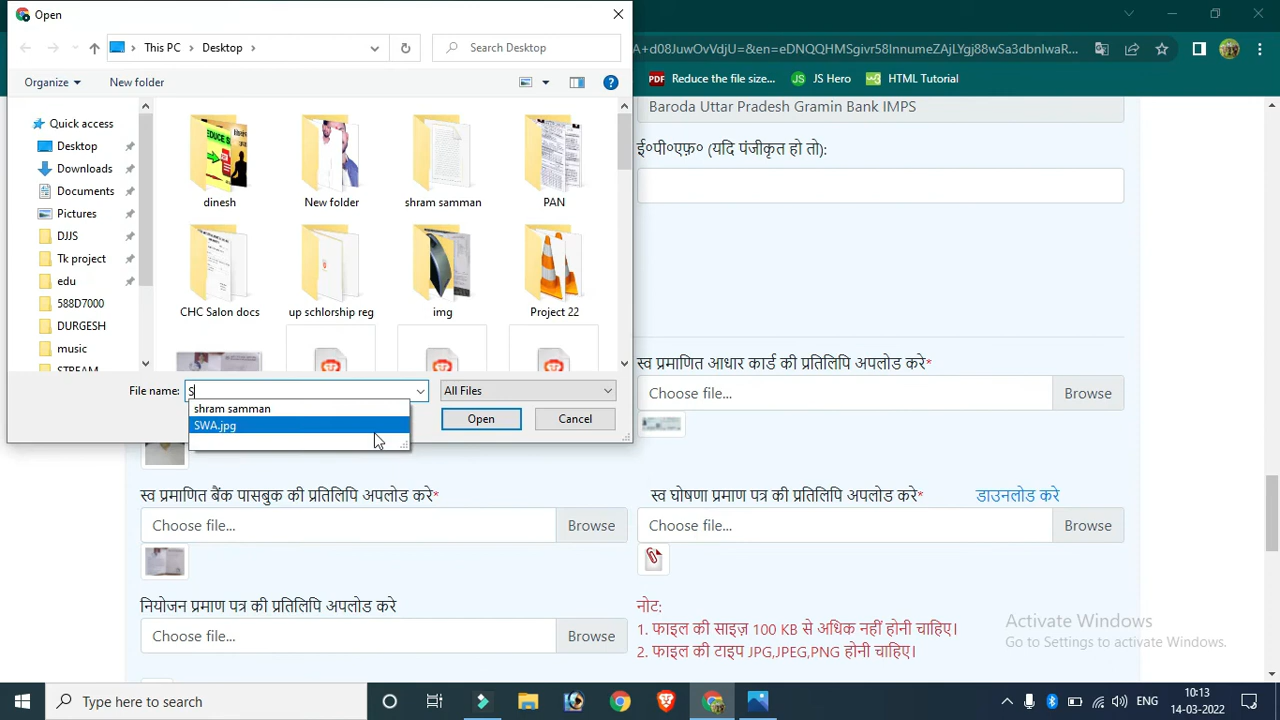 Open
This PC > Desktop >
Search Desktop
A+d08JuwOvVdjU=&en=eDNQQHMSgivr58InnumeZAjLYgj88wSa3dbnlwaR...
Organize
New folder
PDF Reduce the file size...
JS Hero
HTML Tutorial
Quick access
Desktop
Downloads
Documents
Pictures
DJJS
Tk project
edu
588D7000
DURGESH
music
STREAM
dinesh
New folder
shram samman
PAN
CHC Salon docs
up schlorship reg
img
Project 22
File name:
S
All Files
shram samman
SWA.jpg
Open
Cancel
Baroda Uttar Pradesh Gramin Bank IMPS
ई०पी०एफ़० (यदि पंजीकृत हो तो):
स्व प्रमाणित आधार कार्ड की प्रतिलिपि अपलोड करे*
Choose file...
Browse
स्व प्रमाणित बैंक पासबुक की प्रतिलिपि अपलोड करे*
स्व घोषणा प्रमाण पत्र की प्रतिलिपि अपलोड करे*
डाउनलोड करे
Choose file...
Browse
Choose file...
Browse
नियोजन प्रमाण पत्र की प्रतिलिपि अपलोड करे
Choose file...
Browse
नोट:
1. फाइल की साइज़ 100 KB से अधिक नहीं होनी चाहिए।
2. फाइल की टाइप JPG,JPEG,PNG होनी चाहिए।
Activate Windows
Go to Settings to activate Windows.
Type here to search
ENG
10:13
14-03-2022